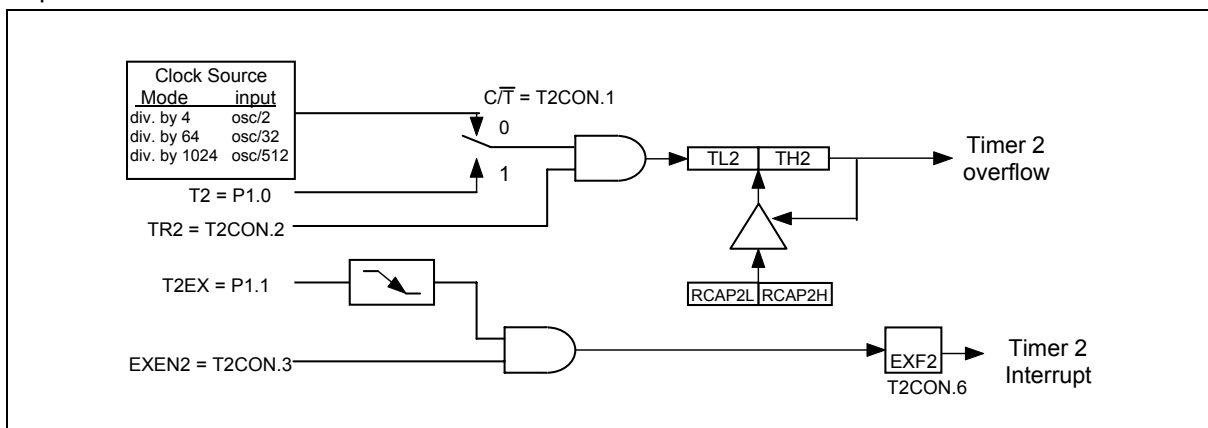 Clock Source
Mode input
div. by 4 osc/2
div. by 64 osc/32
div. by 1024 osc/512
C/T̅ = T2CON.1
0
1
T2 = P1.0
TR2 = T2CON.2
TL2 TH2
Timer 2
overflow
T2EX = P1.1
RCAP2L RCAP2H
EXEN2 = T2CON.3
EXF2
T2CON.6
Timer 2
Interrupt